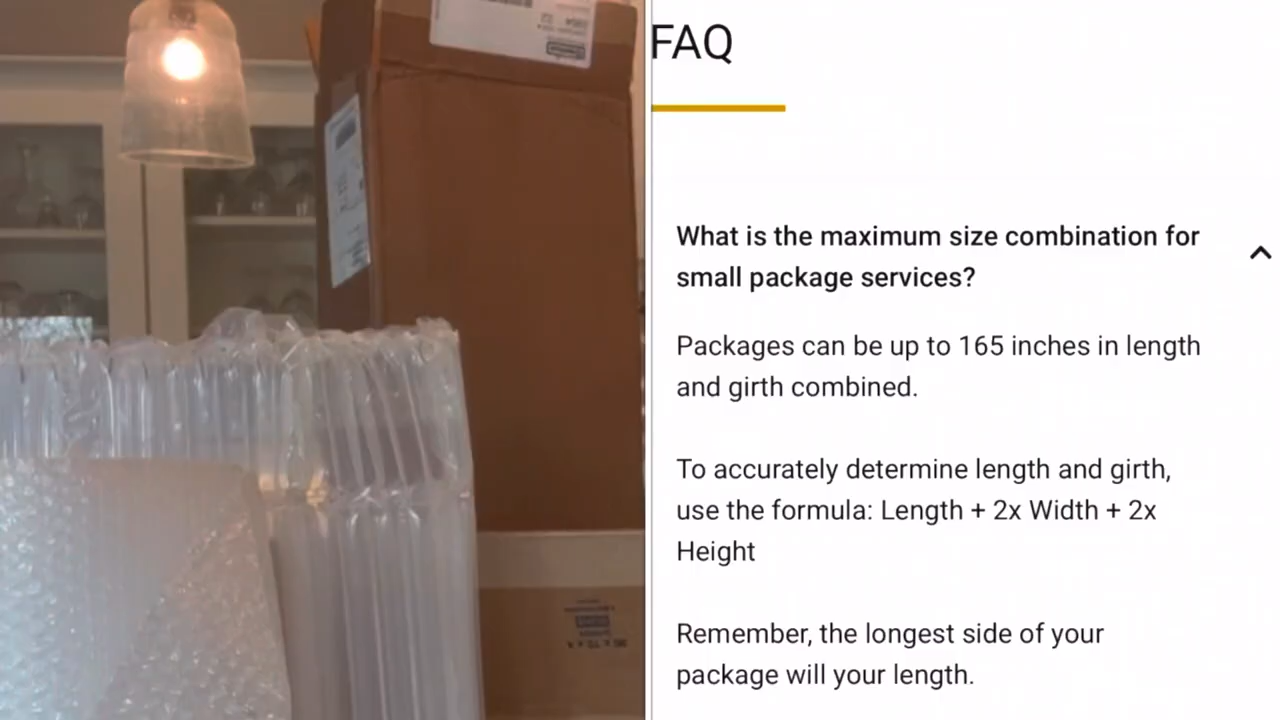 FAQ
What is the maximum size combination for
small package services?
Packages can be up to 165 inches in length
and girth combined.
To accurately determine length and girth,
use the formula: Length + 2x Width + 2x
Height
Remember, the longest side of your
package will your length.